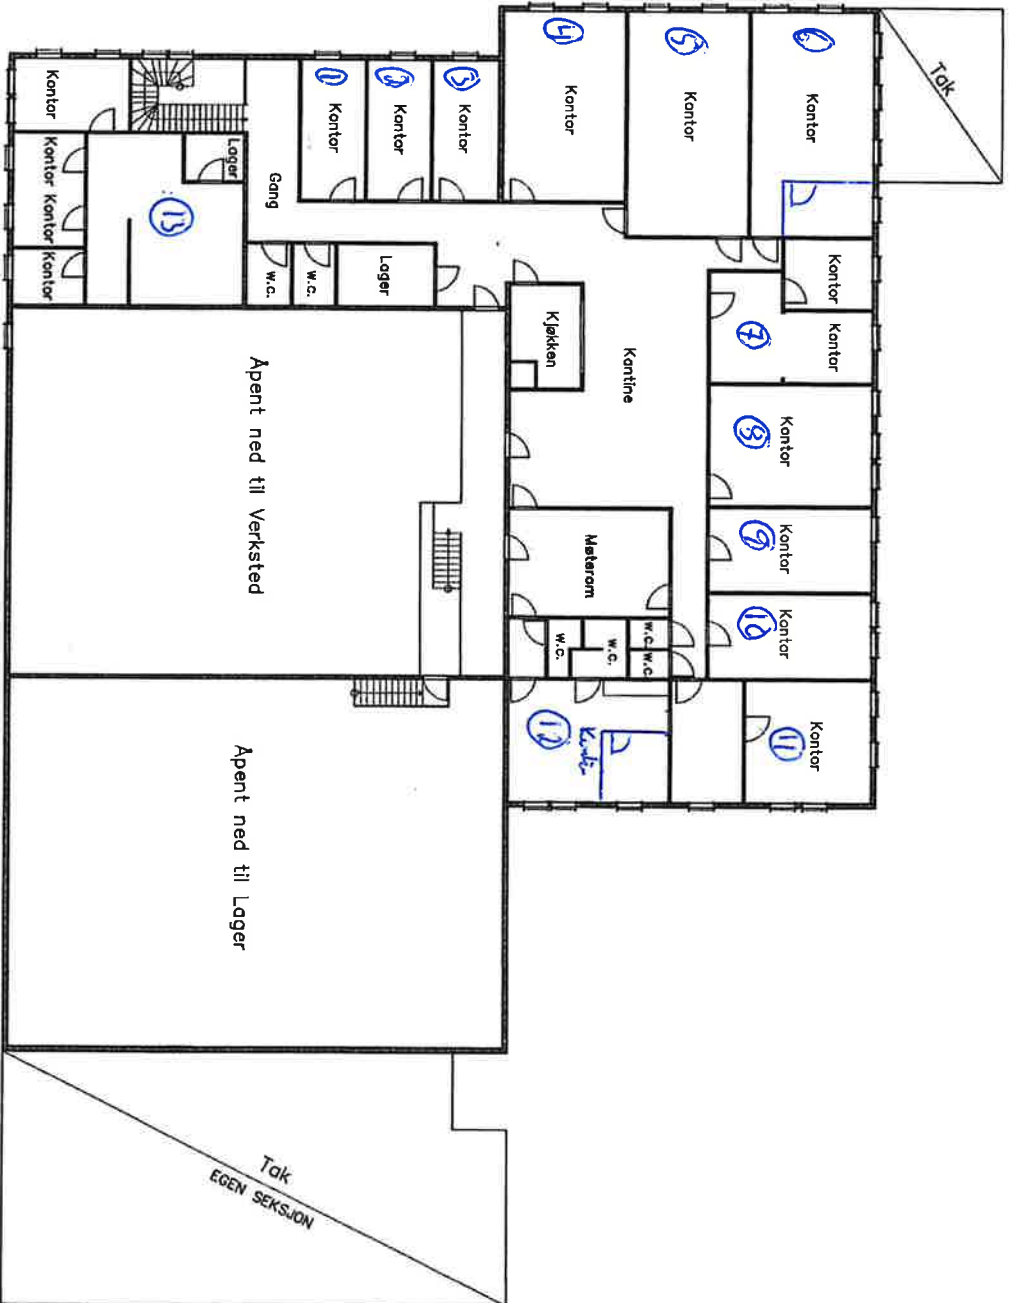 4
5
6
Tak
Kontor
1
2
3
Kontor
Kontor
Kontor
Kontor
Kontor
Kontor
Lager
Kontor
Kontor
Kontor
Gang
13
w.c.
w.c.
Lager
Kontor
Kontor
7
Kjøkken
Kantine
Kontor
8
Åpent ned til Verksted
Kontor
9
Møterom
Kontor
10
w.c.
w.c.
w.c.
w.c.
Kontor
11
12
Åpent ned til Lager
Tak
EGEN SEKSJON